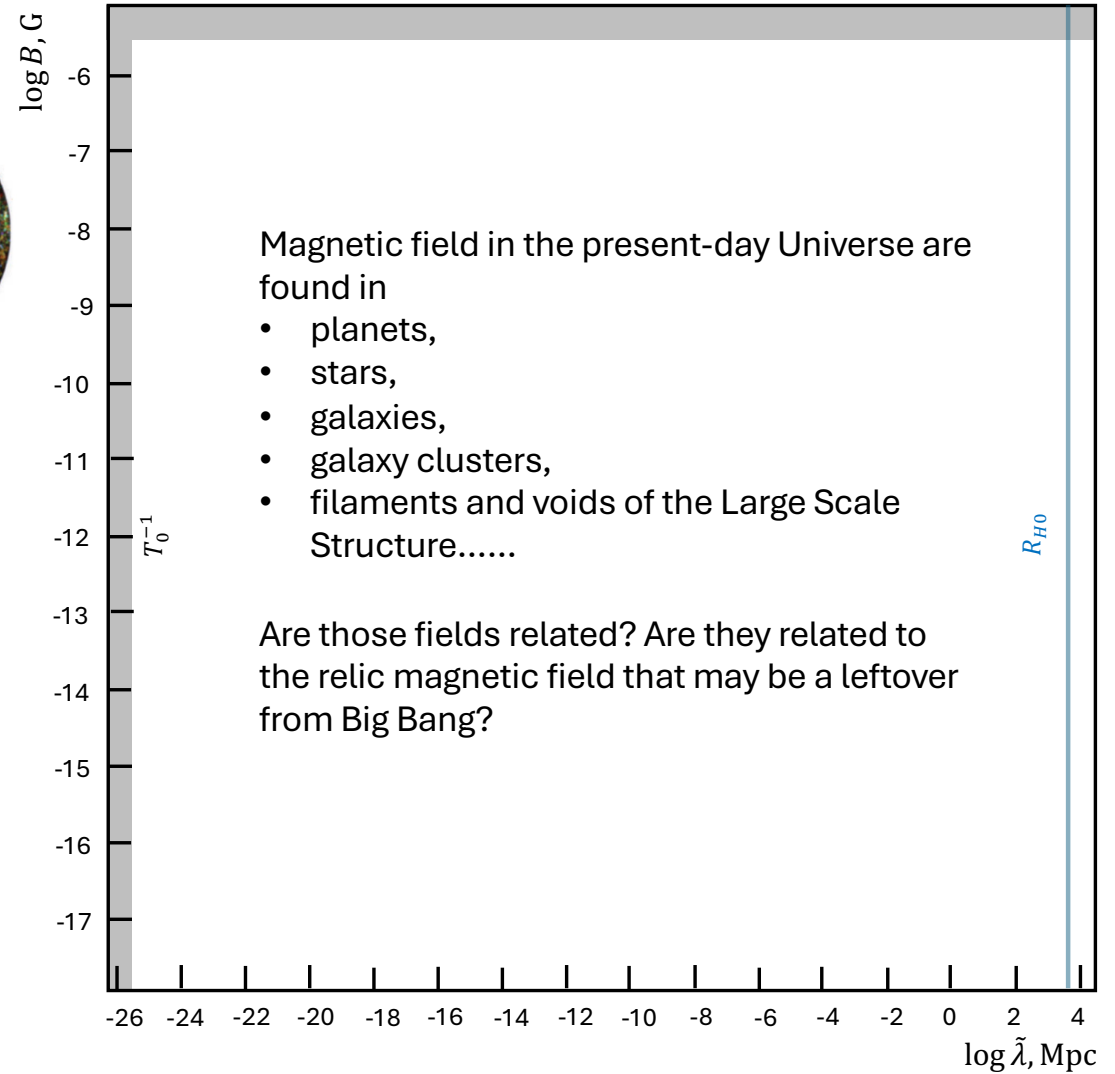 log B, G
-6
-7
-8
-9
-10
-11
-12
-13
-14
-15
-16
-17
T₀⁻¹
Magnetic field in the present-day Universe are
found in
• planets,
• stars,
• galaxies,
• galaxy clusters,
• filaments and voids of the Large Scale
Structure......
Are those fields related? Are they related to
the relic magnetic field that may be a leftover
from Big Bang?
R_{H0}
-26 -24 -22 -20 -18 -16 -14 -12 -10 -8 -6 -4 -2 0 2 4
log λ̃, Mpc